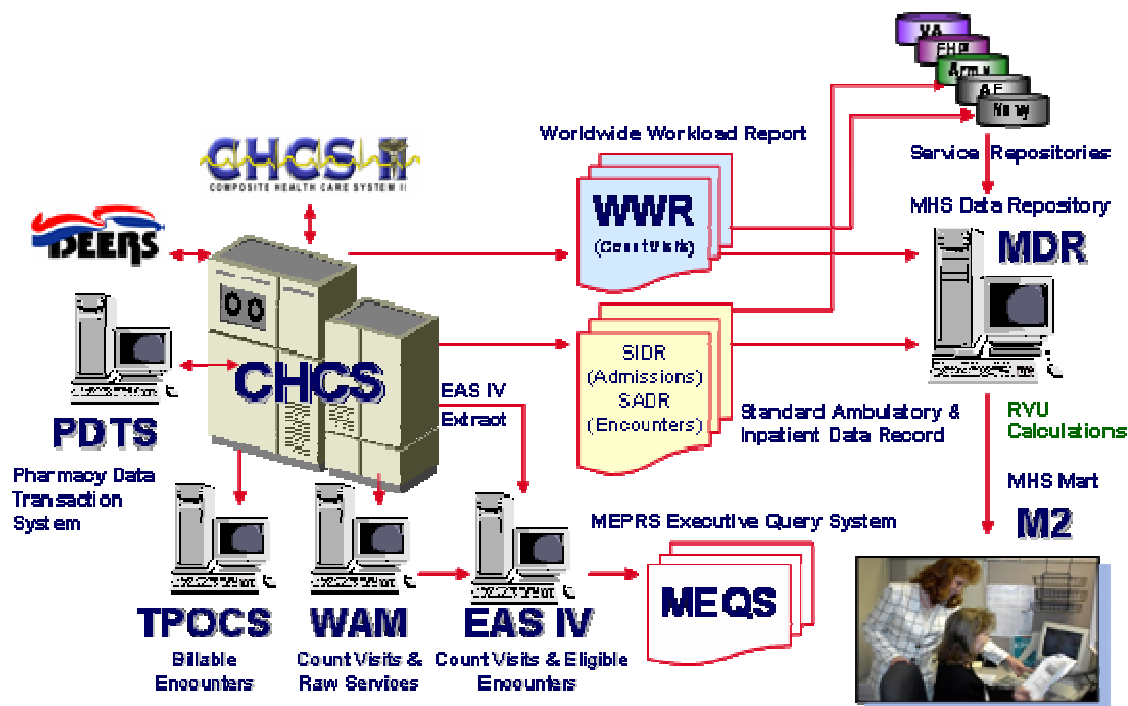 VA
FHP
Army
AF
Navy
Worldwide Workload Report
Service Repositories
CHCS II
COMPOSITE HEALTH CARE SYSTEM II
WWR
(Count Visits)
MHS Data Repository
MDR
DEERS
CHCS
EAS IV
Extract
SIDR
(Admissions)
SADR
(Encounters)
Standard Ambulatory &
Inpatient Data Record
RVU
Calculations
PDTS
Pharmacy Data
Transaction
System
MHS Mart
M2
MEPRS Executive Query System
MEQS
TPOCS
Billable
Encounters
WAM
Count Visits &
Raw Services
EAS IV
Count Visits & Eligible
Encounters